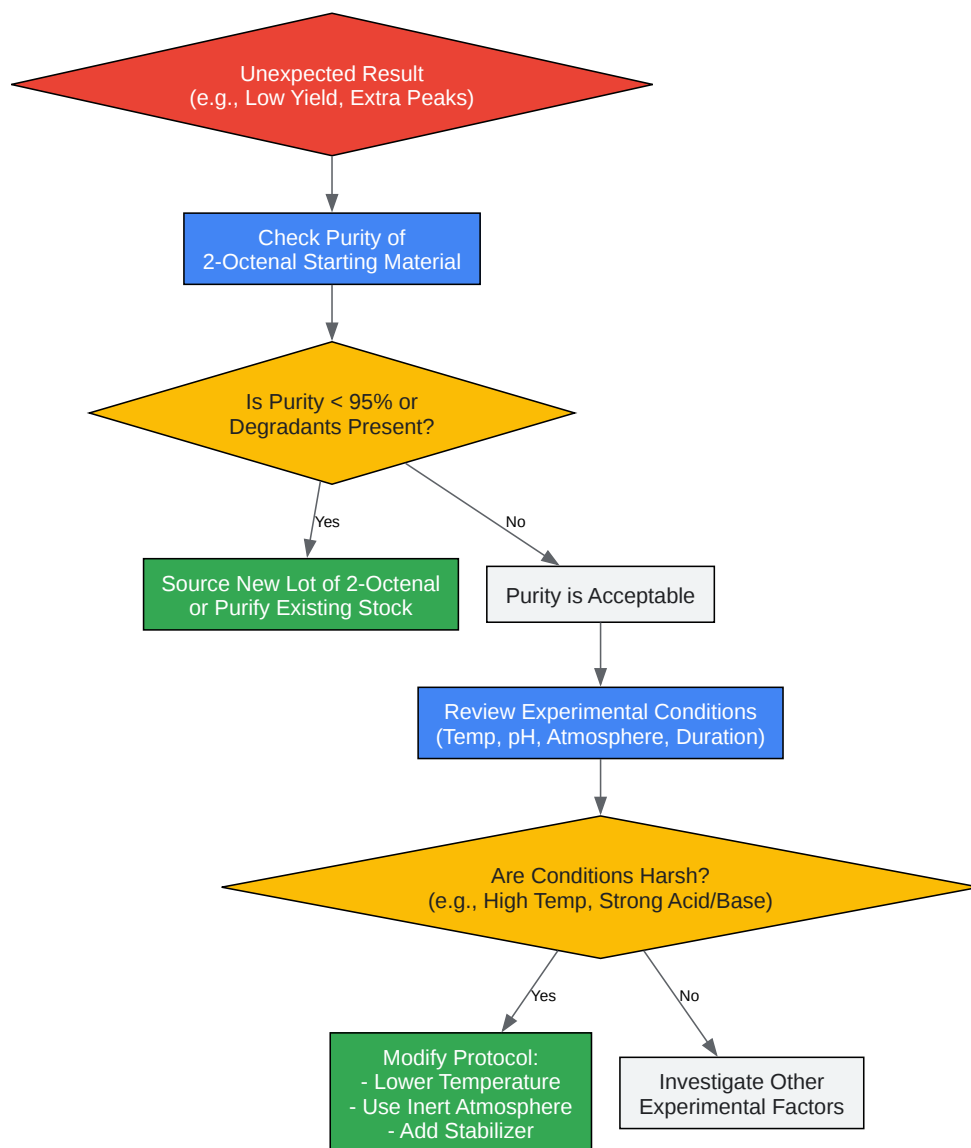 Unexpected Result
(e.g., Low Yield, Extra Peaks)
Check Purity of
2-Octenal Starting Material
Is Purity < 95% or
Degradants Present?
Yes
No
Source New Lot of 2-Octenal
or Purify Existing Stock
Purity is Acceptable
Review Experimental Conditions
(Temp, pH, Atmosphere, Duration)
Are Conditions Harsh?
(e.g., High Temp, Strong Acid/Base)
Yes
No
Modify Protocol:
- Lower Temperature
- Use Inert Atmosphere
- Add Stabilizer
Investigate Other
Experimental Factors